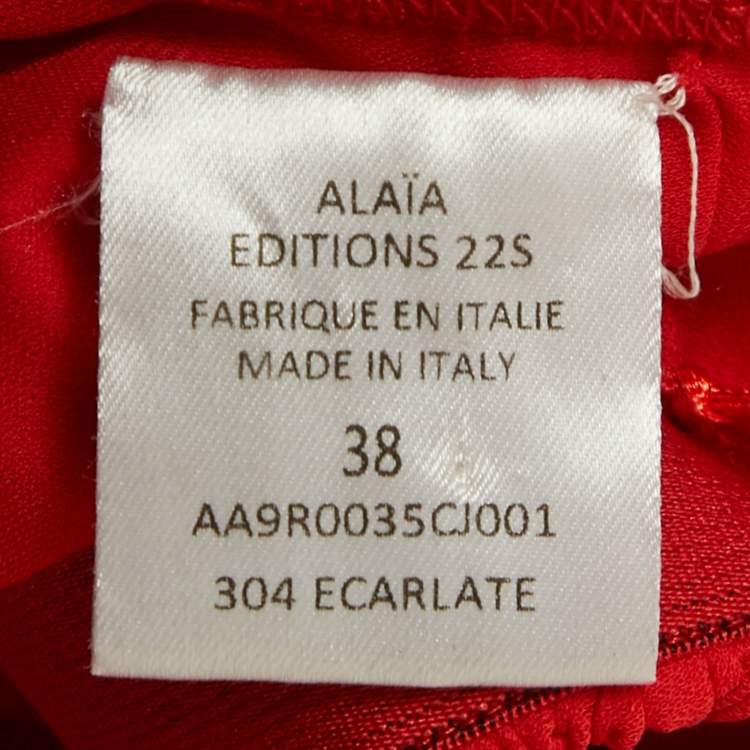 ALAÏA
EDITIONS 22S
FABRIQUE EN ITALIE
MADE IN ITALY
38
AA9R0035CJ001
304 ECARLATE